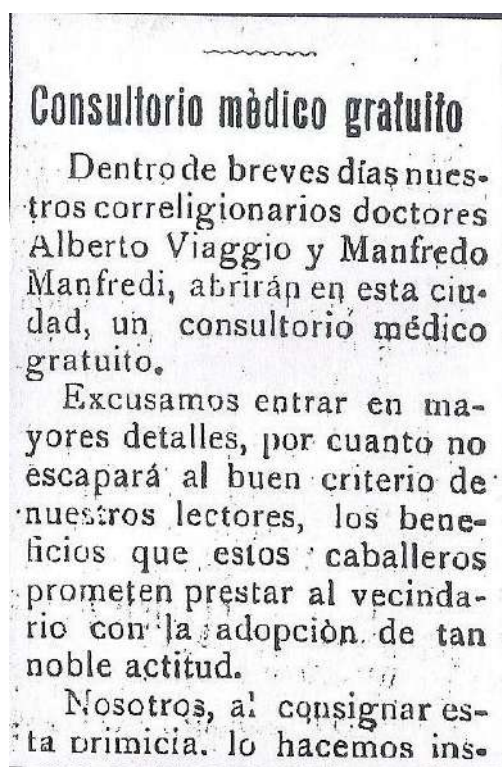 Consultorio mèdico gratuito
Dentro de breves días nues-
tros correligionarios doctores
Alberto Viaggio y Manfredo
Manfredi, abrirán en esta ciu-
dad, un consultorio médico
gratuito.
Excusamos entrar en ma-
yores detalles, por cuanto no
escapará al buen criterio de
nuestros lectores, los bene-
ficios que estos caballeros
prometen prestar al vecinda-
rio con la adopciòn de tan
noble actitud.
Nosotros, al consignar es-
ta primicia. lo hacemos ins-